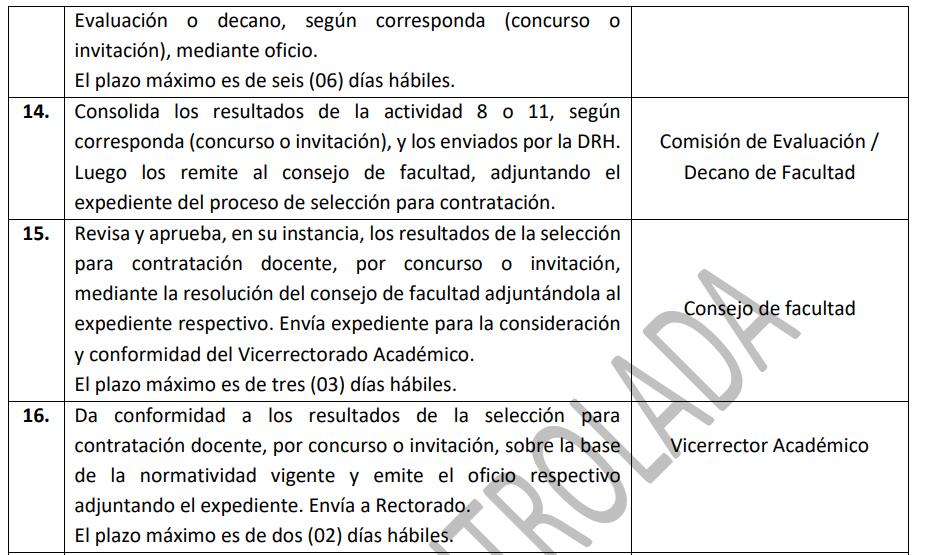 Evaluación o decano, según corresponda (concurso o
invitación), mediante oficio.
El plazo máximo es de seis (06) días hábiles.
14. Consolida los resultados de la actividad 8 o 11, según
corresponda (concurso o invitación), y los enviados por la DRH.
Luego los remite al consejo de facultad, adjuntando el
expediente del proceso de selección para contratación.
Comisión de Evaluación /
Decano de Facultad
15. Revisa y aprueba, en su instancia, los resultados de la selección
para contratación docente, por concurso o invitación,
mediante la resolución del consejo de facultad adjuntándola al
expediente respectivo. Envía expediente para la consideración
y conformidad del Vicerrectorado Académico.
El plazo máximo es de tres (03) días hábiles.
Consejo de facultad
16. Da conformidad a los resultados de la selección para
contratación docente, por concurso o invitación, sobre la base
de la normatividad vigente y emite el oficio respectivo
adjuntando el expediente. Envía a Rectorado.
El plazo máximo es de dos (02) días hábiles.
Vicerrector Académico
TROLADA